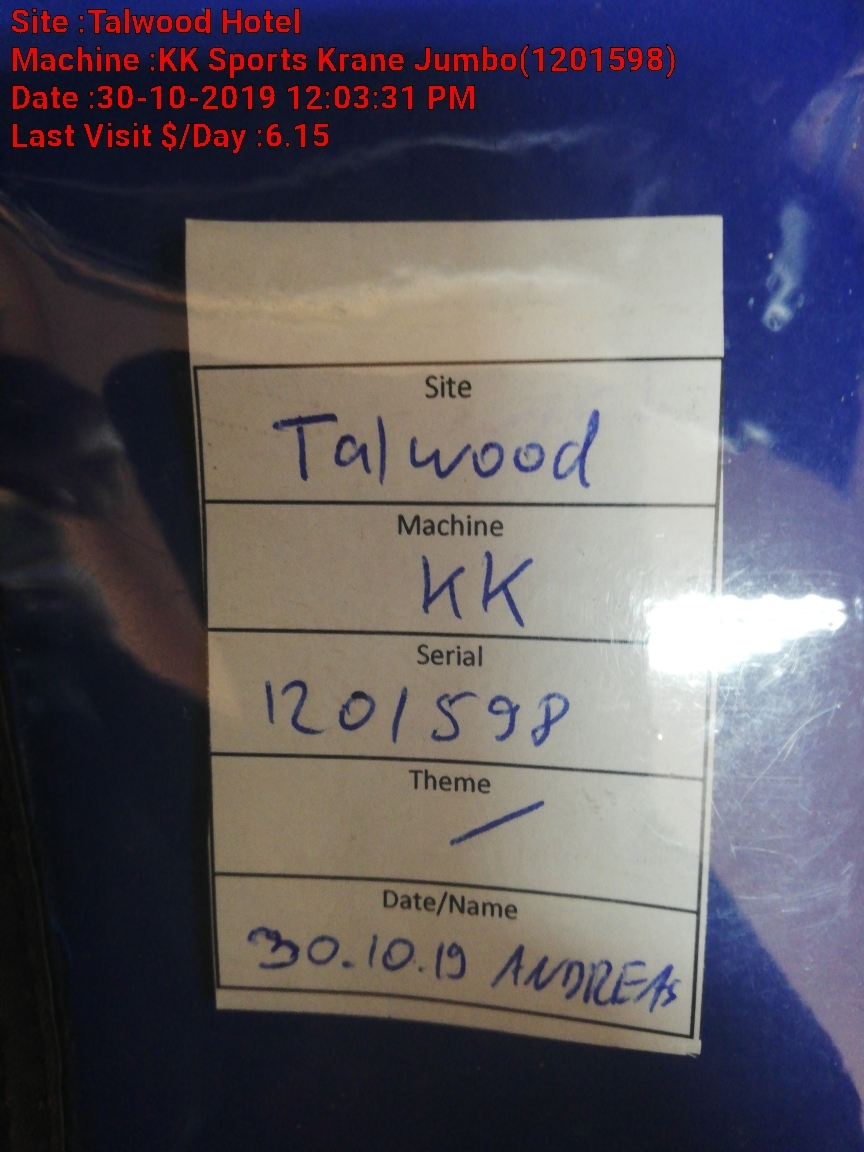 Site :Talwood Hotel
Machine :KK Sports Krane Jumbo(1201598)
Date :30-10-2019 12:03:31 PM
Last Visit $/Day :6.15
Site
Talwood
Machine
KK
Serial
1201598
Theme
/
Date/Name
30.10.19 ANDREAS